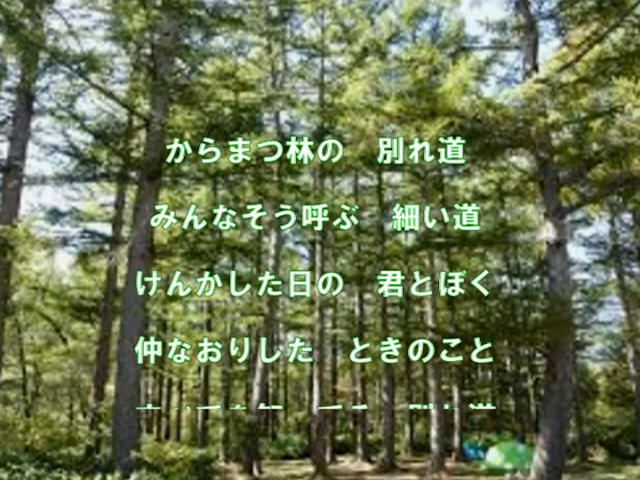 からまつ林の　別れ道
みんなそう呼ぶ　細い道
けんかした日の　君とぼく
仲なおりした　ときのこと